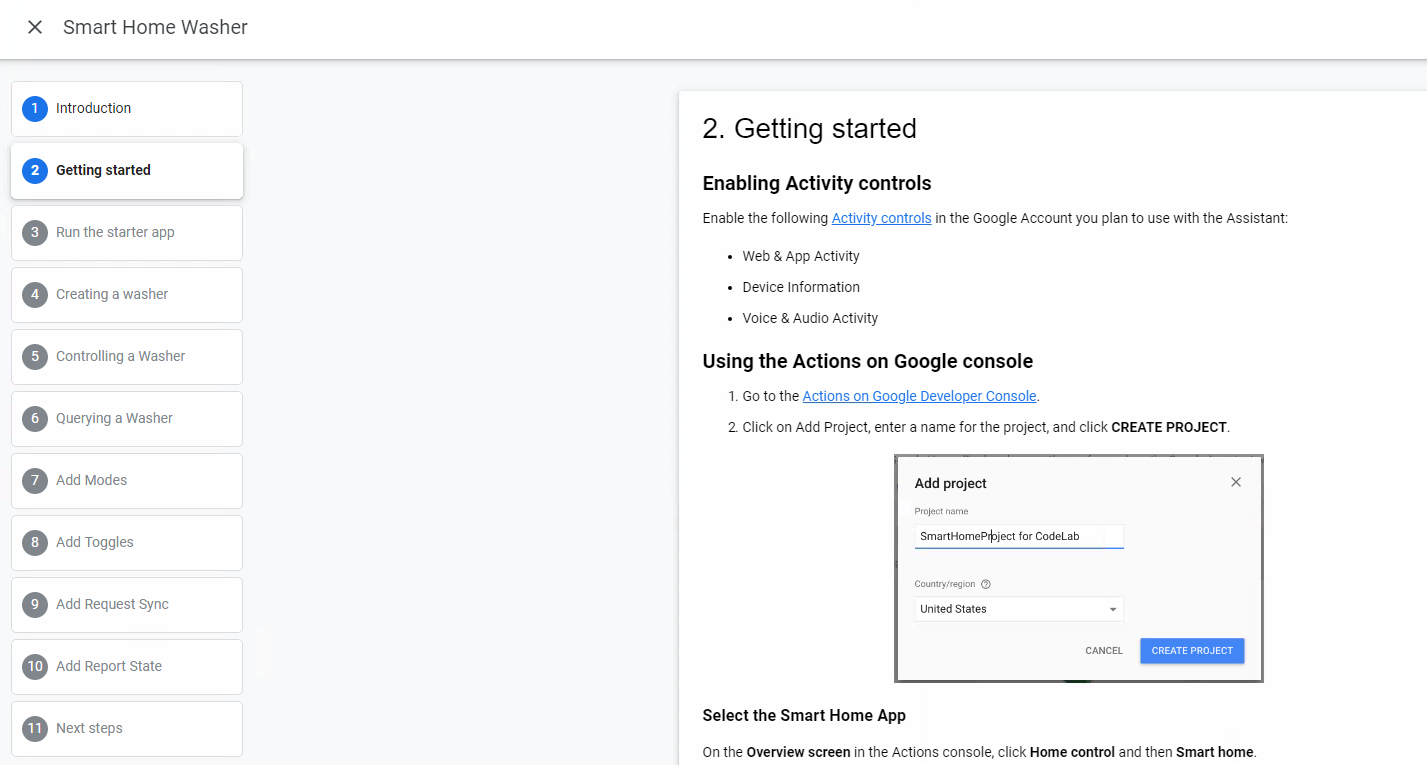 Smart Home Washer
1 Introduction
2 Getting started
3 Run the starter app
4 Creating a washer
5 Controlling a Washer
6 Querying a Washer
7 Add Modes
8 Add Toggles
9 Add Request Sync
10 Add Report State
11 Next steps
2. Getting started
Enabling Activity controls
Enable the following Activity controls in the Google Account you plan to use with the Assistant:
• Web & App Activity
• Device Information
• Voice & Audio Activity
Using the Actions on Google console
1. Go to the Actions on Google Developer Console.
2. Click on Add Project, enter a name for the project, and click CREATE PROJECT.
Add project
Project name
SmartHomeProject for CodeLab
Country/region
United States
CANCEL CREATE PROJECT
Select the Smart Home App
On the Overview screen in the Actions console, click Home control and then Smart home.